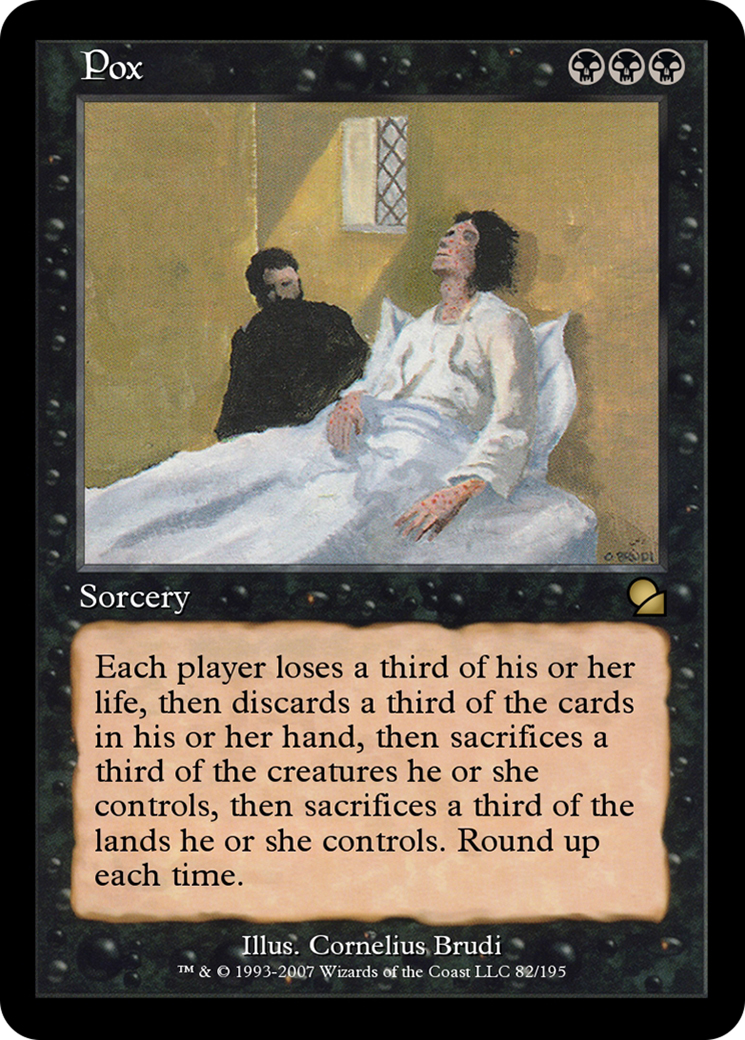 Pox
C BRUDI
Sorcery
Each player loses a third of his or her
life, then discards a third of the cards
in his or her hand, then sacrifices a
third of the creatures he or she
controls, then sacrifices a third of the
lands he or she controls. Round up
each time.
Illus. Cornelius Brudi
™ & © 1993-2007 Wizards of the Coast LLC 82/195